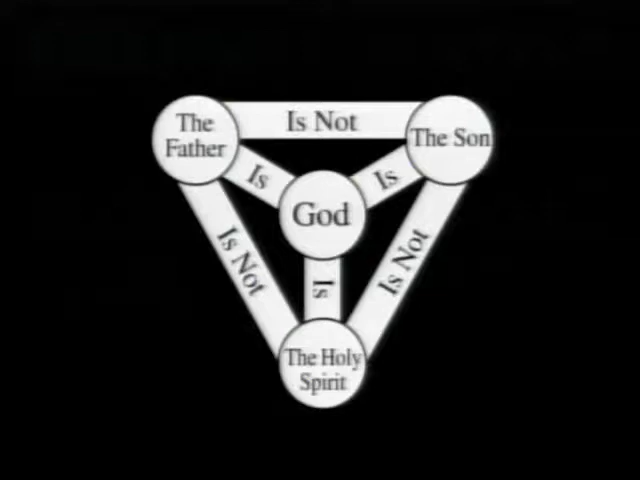 The
Father
Is Not
The Son
Is
Is
God
Is Not
Is Not
Is
The Holy
Spirit